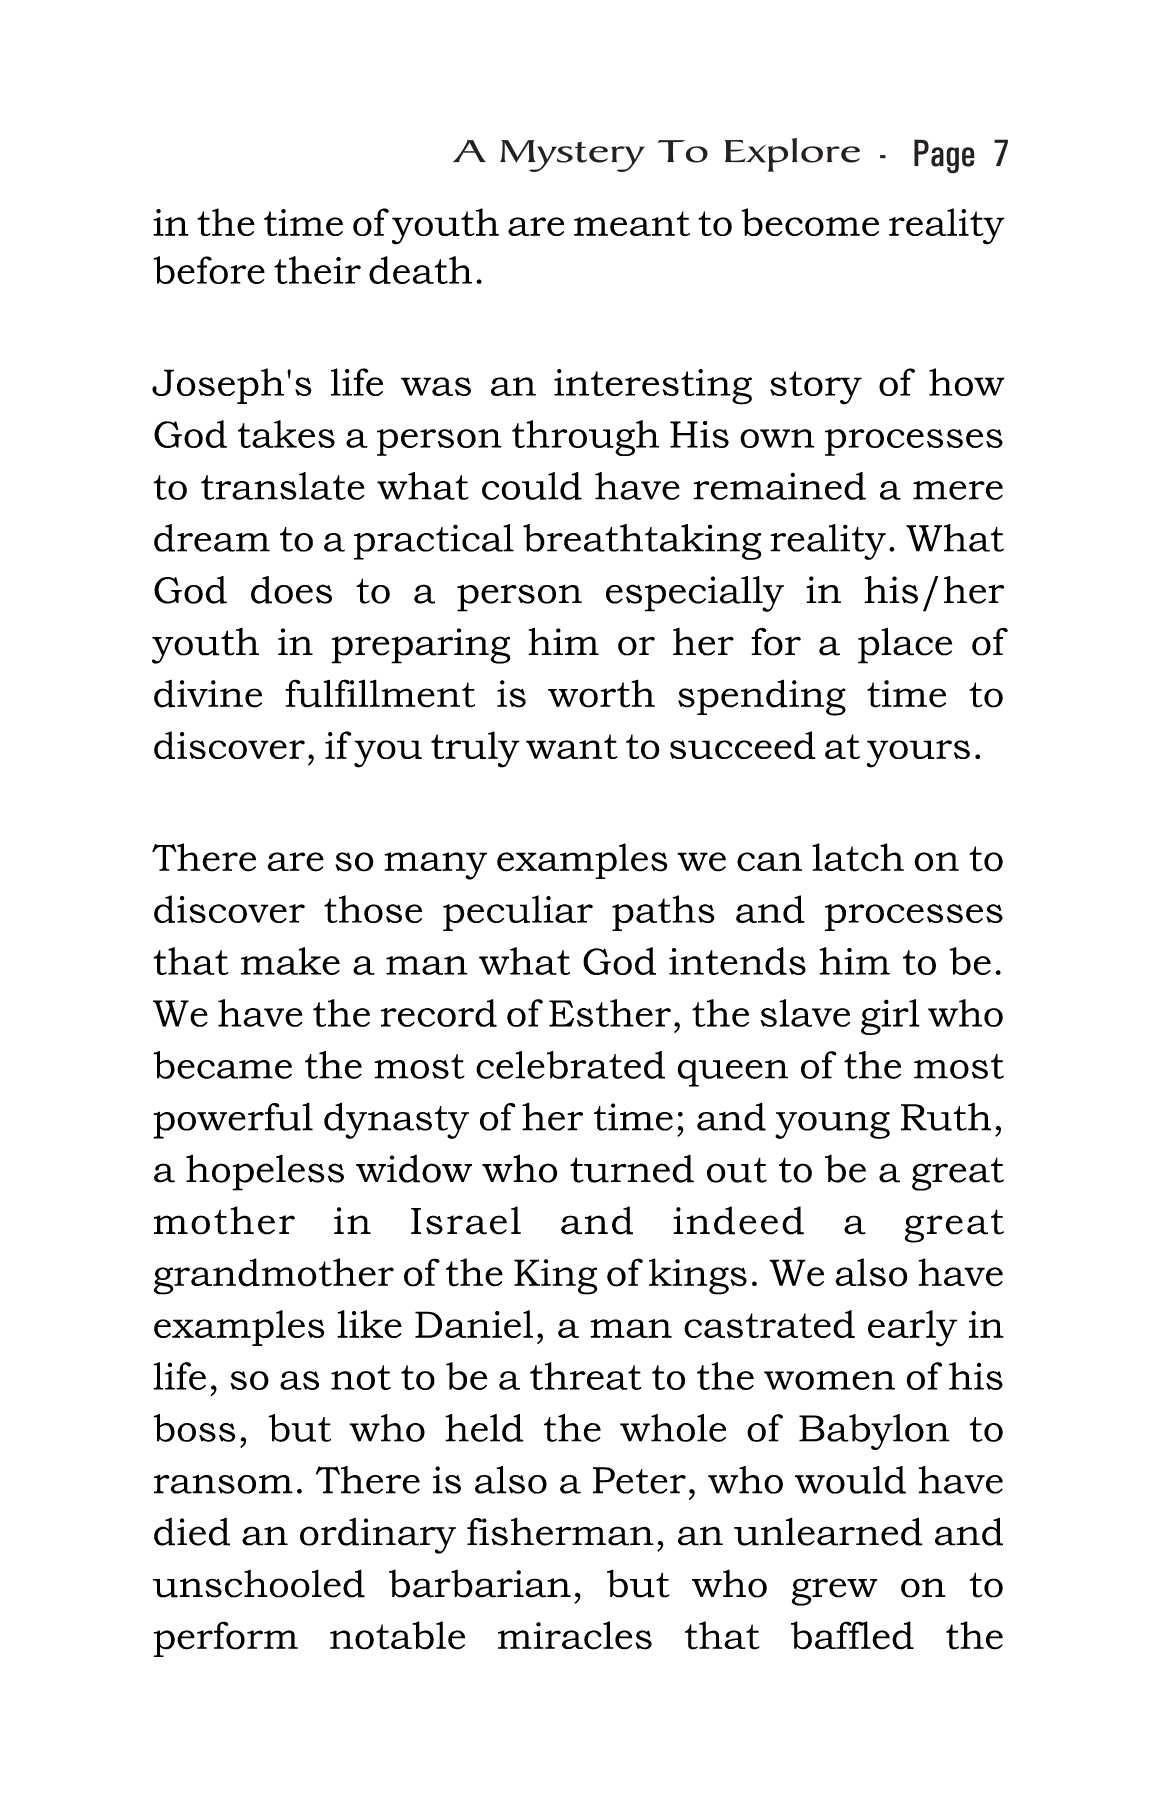 A Mystery To Explore - Page 7
in the time of youth are meant to become reality
before their death.
Joseph's life was an interesting story of how
God takes a person through His own processes
to translate what could have remained a mere
dream to a practical breathtaking reality. What
God does to a person especially in his/her
youth in preparing him or her for a place of
divine fulfillment is worth spending time to
discover, if you truly want to succeed at yours.
There are so many examples we can latch on to
discover those peculiar paths and processes
that make a man what God intends him to be.
We have the record of Esther, the slave girl who
became the most celebrated queen of the most
powerful dynasty of her time; and young Ruth,
a hopeless widow who turned out to be a great
mother in Israel and indeed a great
grandmother of the King of kings. We also have
examples like Daniel, a man castrated early in
life, so as not to be a threat to the women of his
boss, but who held the whole of Babylon to
ransom. There is also a Peter, who would have
died an ordinary fisherman, an unlearned and
unschooled barbarian, but who grew on to
perform notable miracles that baffled the